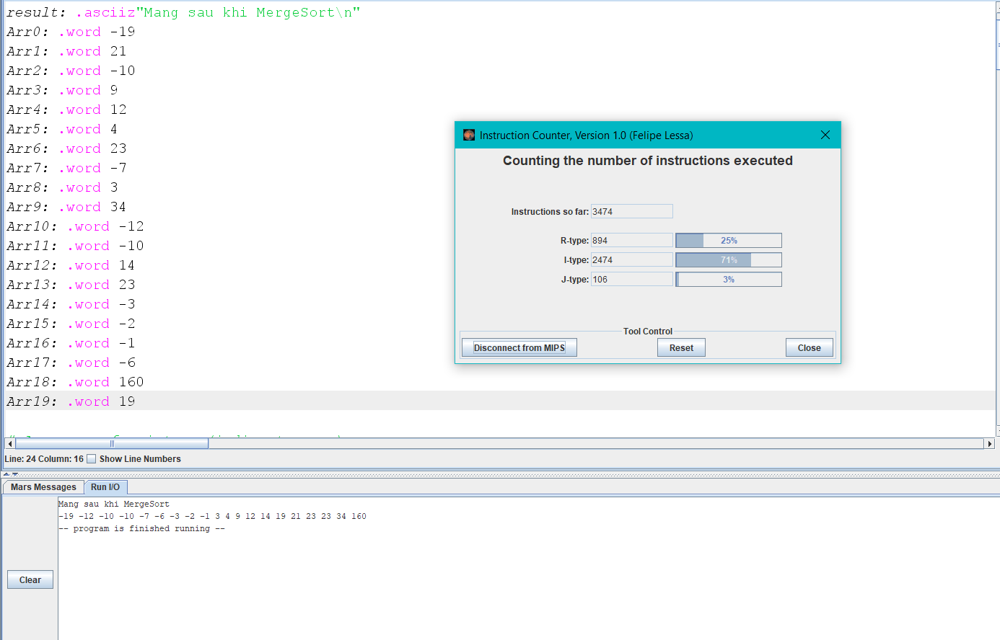 result: .asciiz"Mang sau khi MergeSort\n"
Arr0: .word -19
Arr1: .word 21
Arr2: .word -10
Arr3: .word 9
Arr4: .word 12
Arr5: .word 4
Arr6: .word 23
Arr7: .word -7
Arr8: .word 3
Arr9: .word 34
Arr10: .word -12
Arr11: .word -10
Arr12: .word 14
Arr13: .word 23
Arr14: .word -3
Arr15: .word -2
Arr16: .word -1
Arr17: .word -6
Arr18: .word 160
Arr19: .word 19
Instruction Counter, Version 1.0 (Felipe Lessa)
Counting the number of instructions executed
Instructions so far: 3474
R-type: 894 25%
I-type: 2474 71%
J-type: 106 3%
Tool Control
Disconnect from MIPS Reset Close
Line: 24 Column: 16 Show Line Numbers
Mars Messages Run I/O
Mang sau khi MergeSort
-19 -12 -10 -10 -7 -6 -3 -2 -1 3 4 9 12 14 19 21 23 23 34 160
-- program is finished running --
Clear